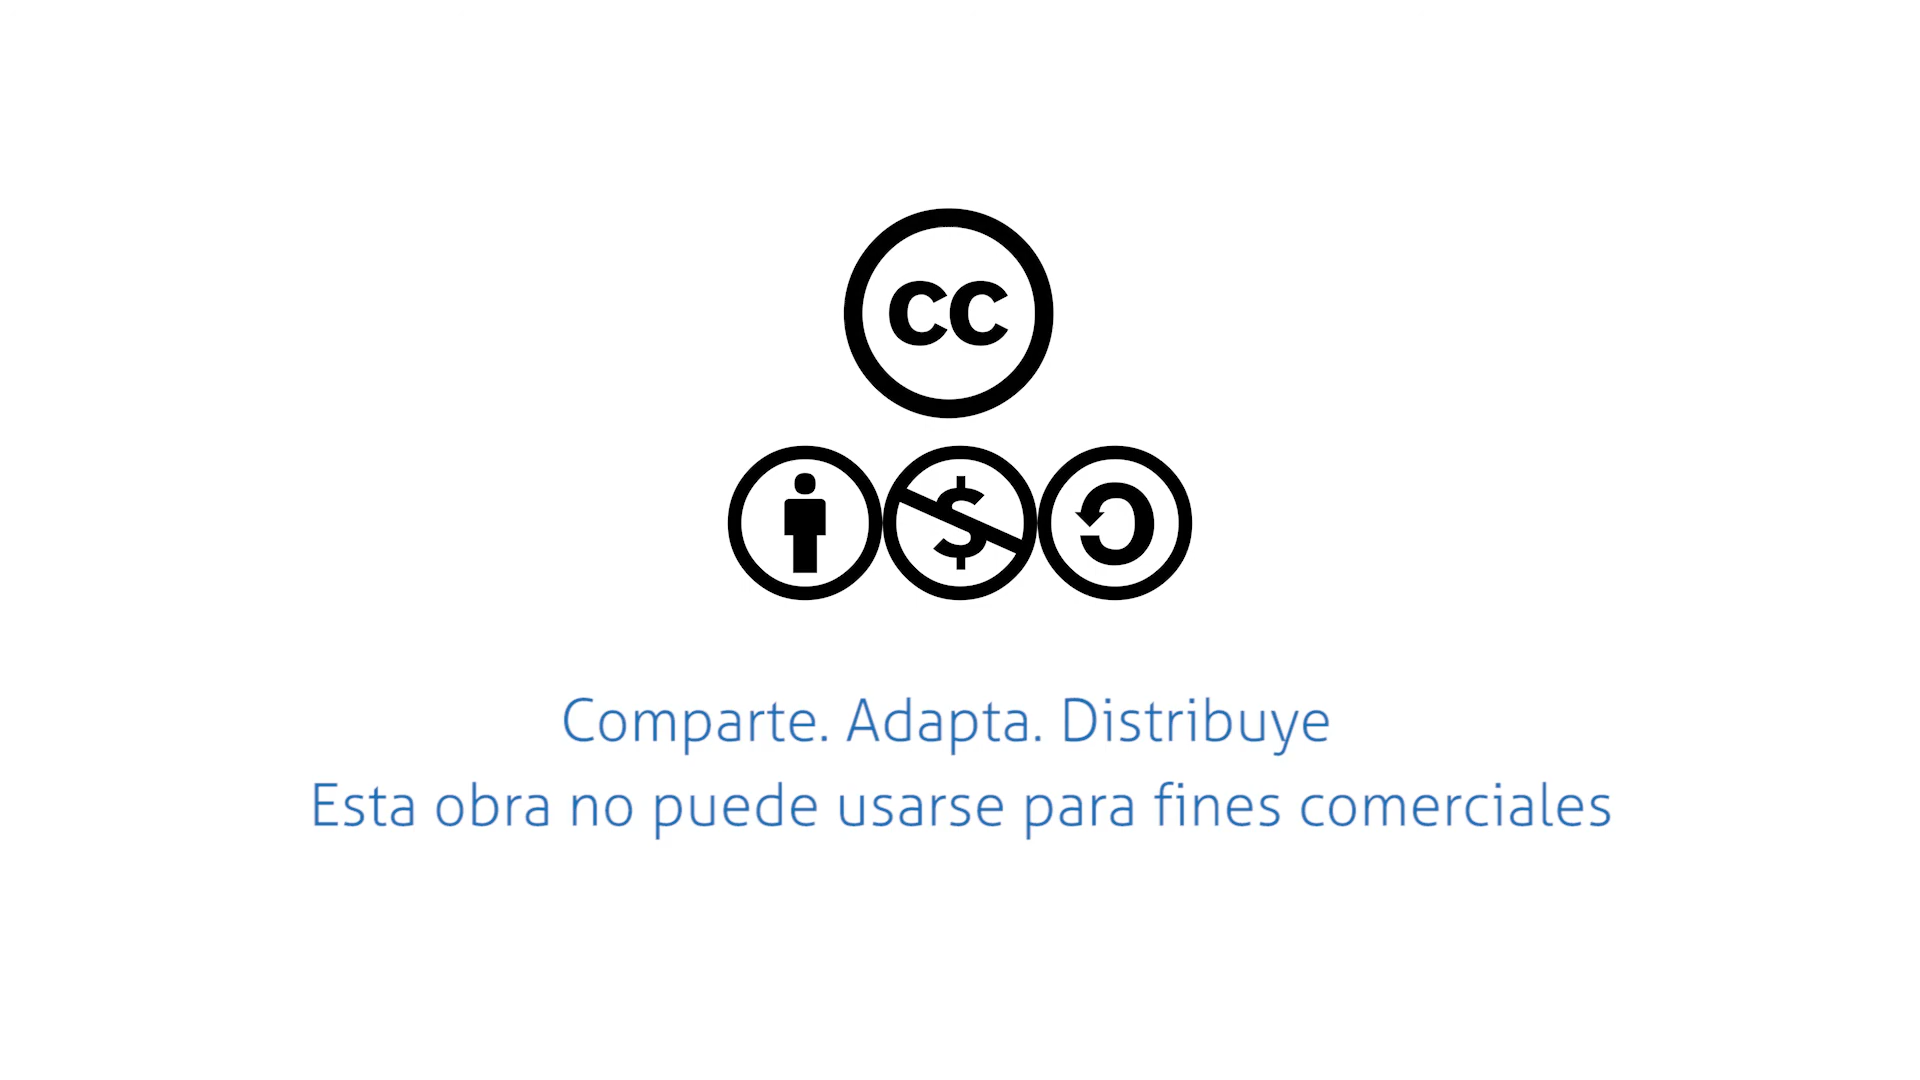 cc
$
Comparte. Adapta. Distribuye
Esta obra no puede usarse para fines comerciales